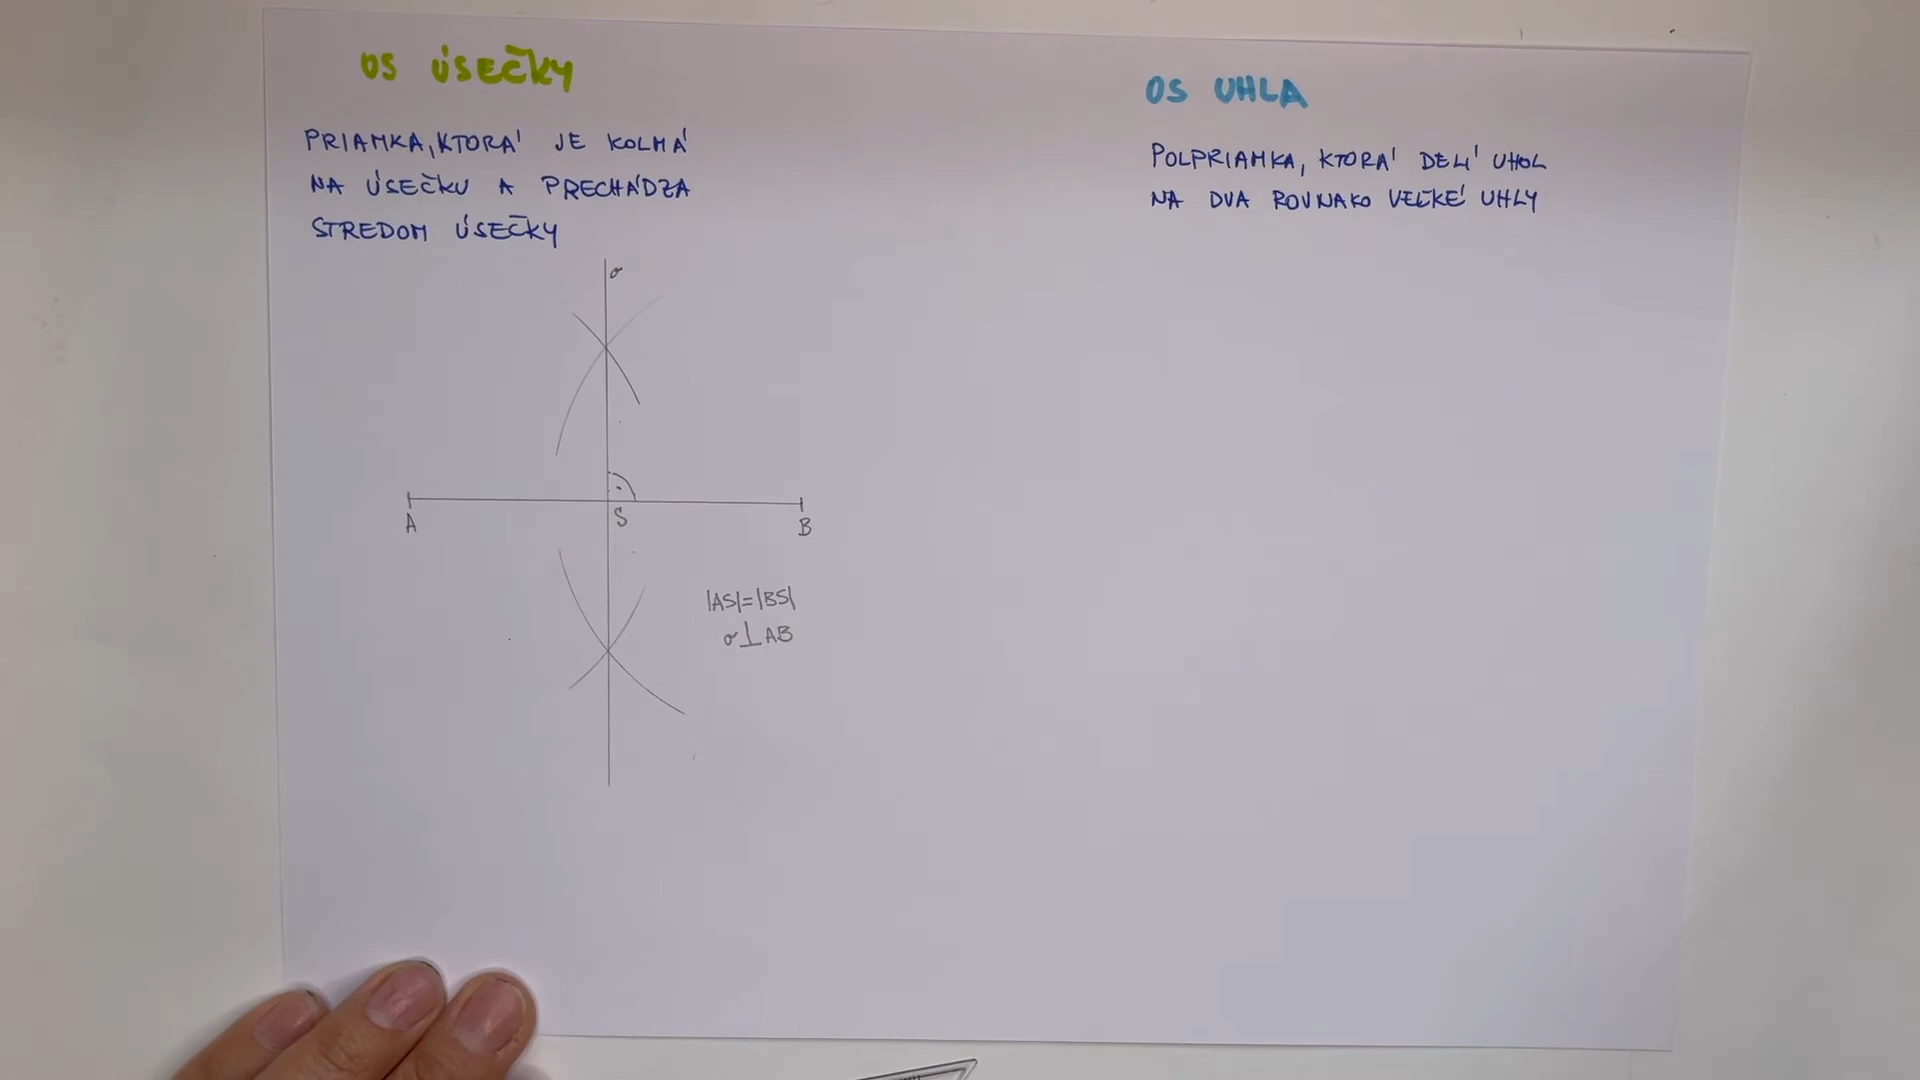 OS ÚSEČKY
PRIAMKA, KTORÁ JE KOLMÁ
NA ÚSEČKU A PRECHÁDZA
STREDOM ÚSEČKY
o
A
S
B
|AS|=|BS|
o⊥AB
OS UHLA
POLPRIAMKA, KTORÁ DELÍ UHOL
NA DVA ROVNAKO VEĽKÉ UHLY